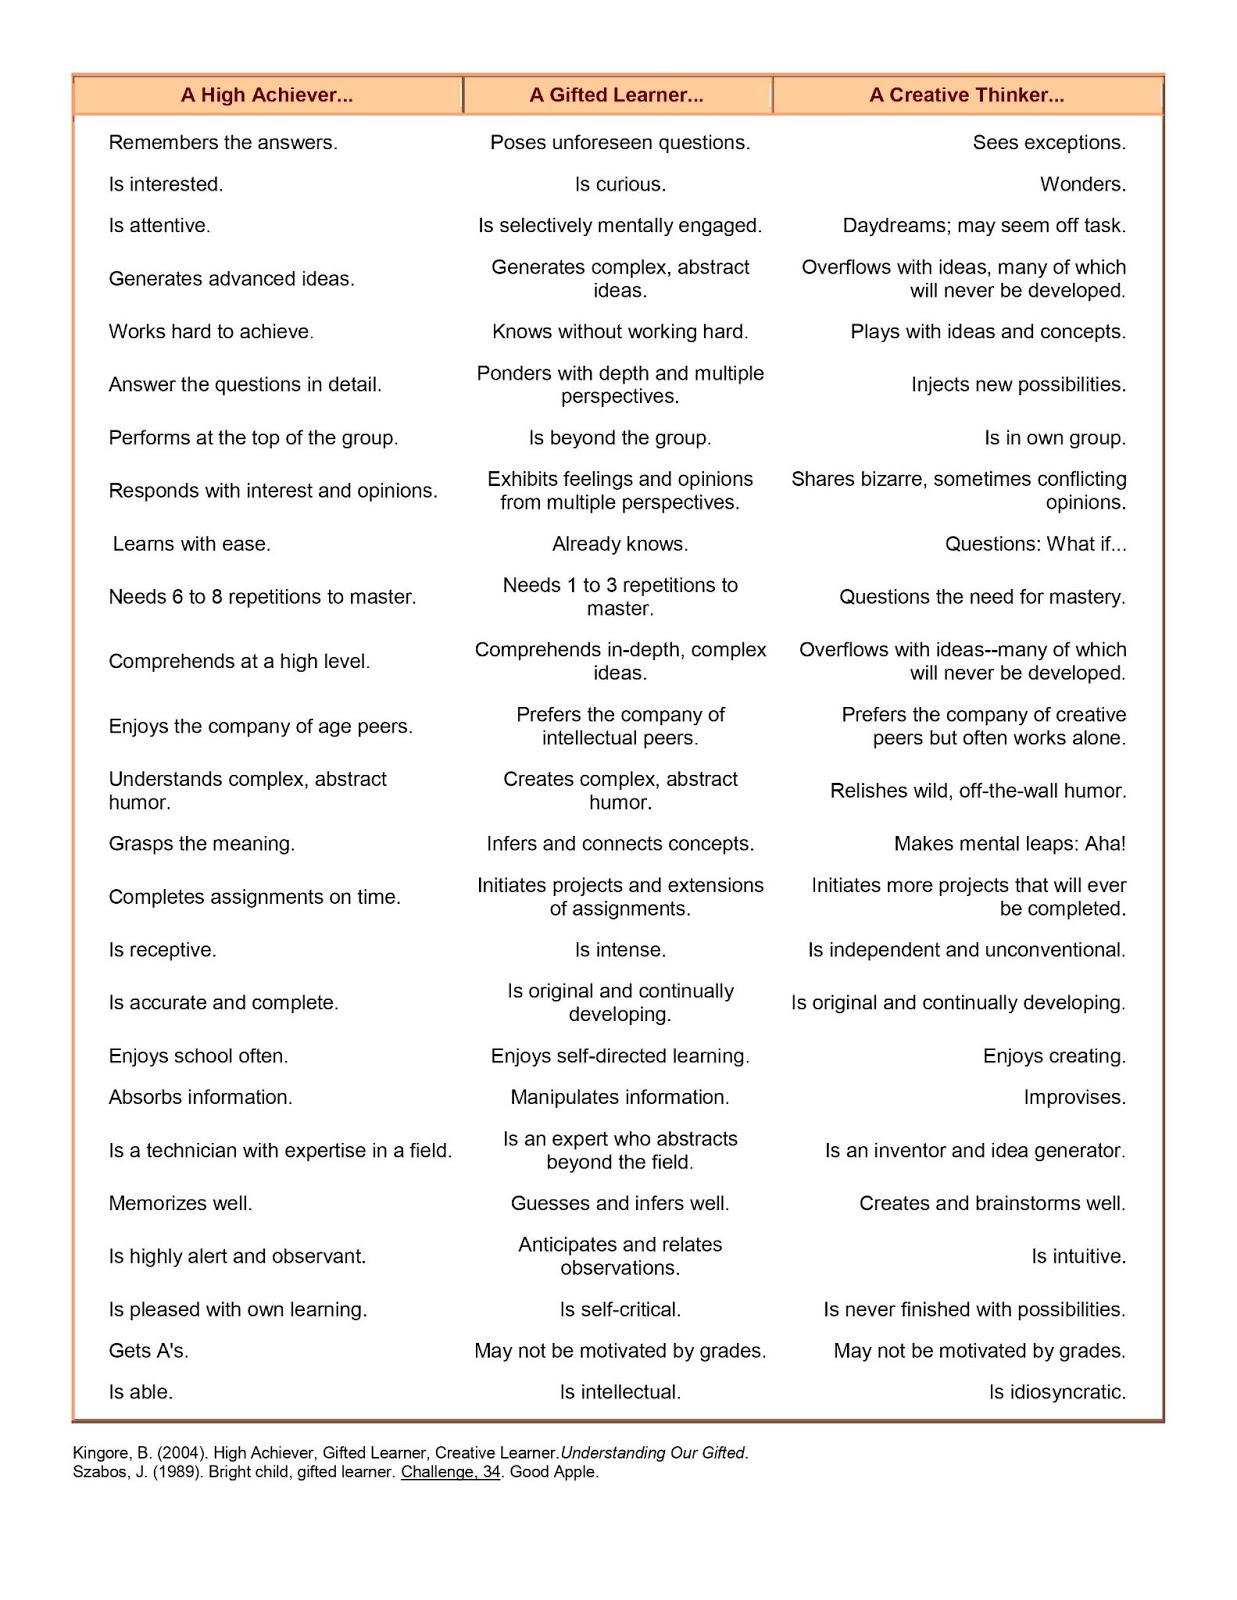 A High Achiever... A Gifted Learner... A Creative Thinker...
Remembers the answers. Poses unforeseen questions. Sees exceptions.
Is interested. Is curious. Wonders.
Is attentive. Is selectively mentally engaged. Daydreams; may seem off task.
Generates advanced ideas. Generates complex, abstract
ideas. Overflows with ideas, many of which
will never be developed.
Works hard to achieve. Knows without working hard. Plays with ideas and concepts.
Answer the questions in detail. Ponders with depth and multiple
perspectives. Injects new possibilities.
Performs at the top of the group. Is beyond the group. Is in own group.
Responds with interest and opinions. Exhibits feelings and opinions
from multiple perspectives. Shares bizarre, sometimes conflicting
opinions.
Learns with ease. Already knows. Questions: What if...
Needs 6 to 8 repetitions to master. Needs 1 to 3 repetitions to
master. Questions the need for mastery.
Comprehends at a high level. Comprehends in-depth, complex
ideas. Overflows with ideas--many of which
will never be developed.
Enjoys the company of age peers. Prefers the company of
intellectual peers. Prefers the company of creative
peers but often works alone.
Understands complex, abstract
humor. Creates complex, abstract
humor. Relishes wild, off-the-wall humor.
Grasps the meaning. Infers and connects concepts. Makes mental leaps: Aha!
Completes assignments on time. Initiates projects and extensions
of assignments. Initiates more projects that will ever
be completed.
Is receptive. Is intense. Is independent and unconventional.
Is accurate and complete. Is original and continually
developing. Is original and continually developing.
Enjoys school often. Enjoys self-directed learning. Enjoys creating.
Absorbs information. Manipulates information. Improvises.
Is a technician with expertise in a field. Is an expert who abstracts
beyond the field. Is an inventor and idea generator.
Memorizes well. Guesses and infers well. Creates and brainstorms well.
Is highly alert and observant. Anticipates and relates
observations. Is intuitive.
Is pleased with own learning. Is self-critical. Is never finished with possibilities.
Gets A's. May not be motivated by grades. May not be motivated by grades.
Is able. Is intellectual. Is idiosyncratic.
Kingore, B. (2004). High Achiever, Gifted Learner, Creative Learner.Understanding Our Gifted.
Szabos, J. (1989). Bright child, gifted learner. Challenge, 34. Good Apple.